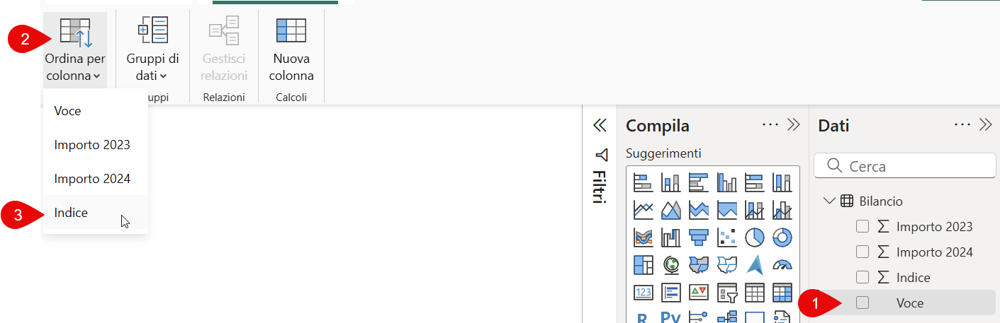 2
Ordina per
colonna
Gruppi di
dati
Gestisci
relazioni
Nuova
colonna
uppi
Relazioni
Calcoli
Voce
Importo 2023
Importo 2024
3
Indice
Filtri
Compila
Suggerimenti
123
R
Py
Dati
Cerca
Bilancio
Importo 2023
Importo 2024
Indice
1
Voce